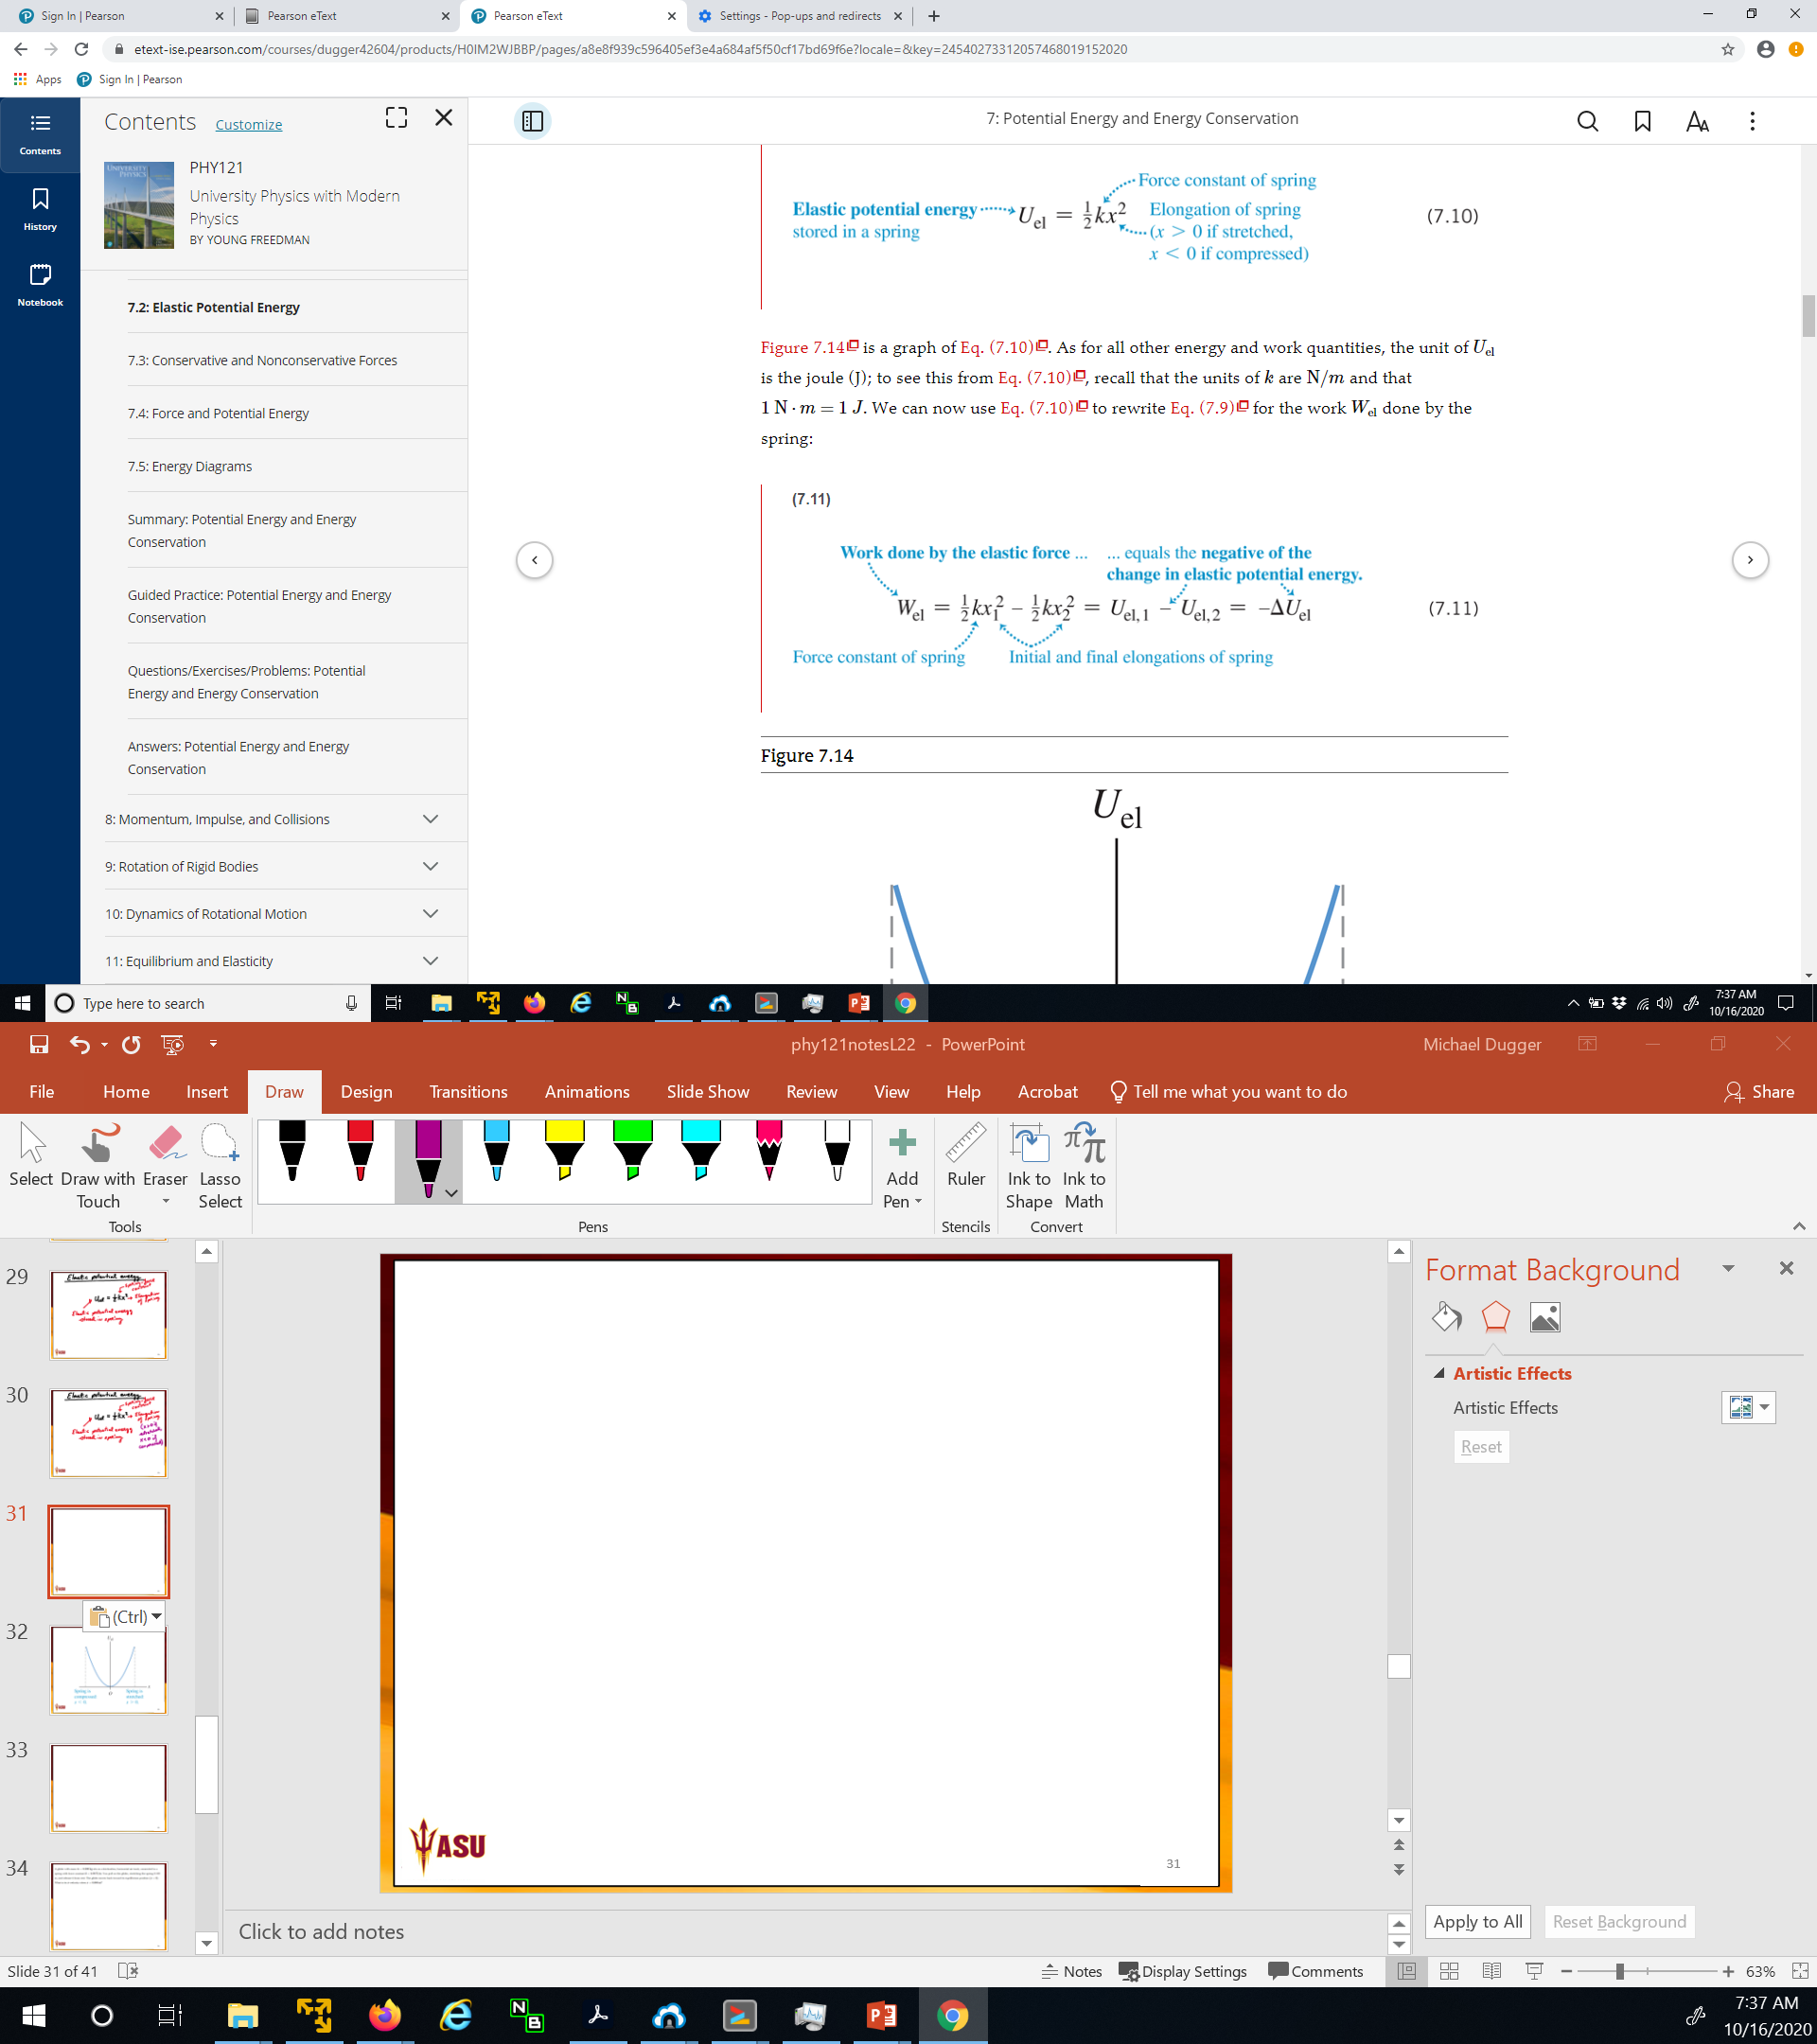 Sign In | Pearson
Pearson eText
Pearson eText
Settings - Pop-ups and redirects
etext-ise.pearson.com/courses/dugger42604/products/H0IM2WJBBP/pages/a8e8f939c596405ef3e4a684af5f50cf17bd69f6e?locale=&key=24540273312057468019152020
Apps
Sign In | Pearson
Contents
History
Notebook
Contents Customize
PHY121
University Physics with Modern
Physics
BY YOUNG FREEDMAN
7.2: Elastic Potential Energy
7.3: Conservative and Nonconservative Forces
7.4: Force and Potential Energy
7.5: Energy Diagrams
Summary: Potential Energy and Energy
Conservation
Guided Practice: Potential Energy and Energy
Conservation
Questions/Exercises/Problems: Potential
Energy and Energy Conservation
Answers: Potential Energy and Energy
Conservation
8: Momentum, Impulse, and Collisions
9: Rotation of Rigid Bodies
10: Dynamics of Rotational Motion
11: Equilibrium and Elasticity
7: Potential Energy and Energy Conservation
Force constant of spring
Elastic potential energy U_el = ½kx² Elongation of spring (7.10)
stored in a spring (x > 0 if stretched,
x < 0 if compressed)
Figure 7.14 is a graph of Eq. (7.10). As for all other energy and work quantities, the unit of U_el
is the joule (J); to see this from Eq. (7.10), recall that the units of k are N/m and that
1 N · m = 1 J. We can now use Eq. (7.10) to rewrite Eq. (7.9) for the work W_el done by the
spring:
(7.11)
Work done by the elastic force ... ... equals the negative of the
change in elastic potential energy.
W_el = ½kx₁² − ½kx₂² = U_el,1 − U_el,2 = −ΔU_el (7.11)
Force constant of spring Initial and final elongations of spring
Figure 7.14
U_el
Type here to search
7:37 AM
10/16/2020
phy121notesL22 - PowerPoint
Michael Dugger
File Home Insert Draw Design Transitions Animations Slide Show Review View Help Acrobat Tell me what you want to do Share
Select Draw with Touch Eraser Lasso Select
Add Pen
Ruler
Ink to Shape
Ink to Math
Tools Pens Stencils Convert
29
Elastic potential energy
30
Elastic potential energy
31
(Ctrl)
32
33
34
ASU
31
Click to add notes
Format Background
Artistic Effects
Artistic Effects
Reset
Apply to All Reset Background
Slide 31 of 41
Notes Display Settings Comments 63%
7:37 AM
10/16/2020